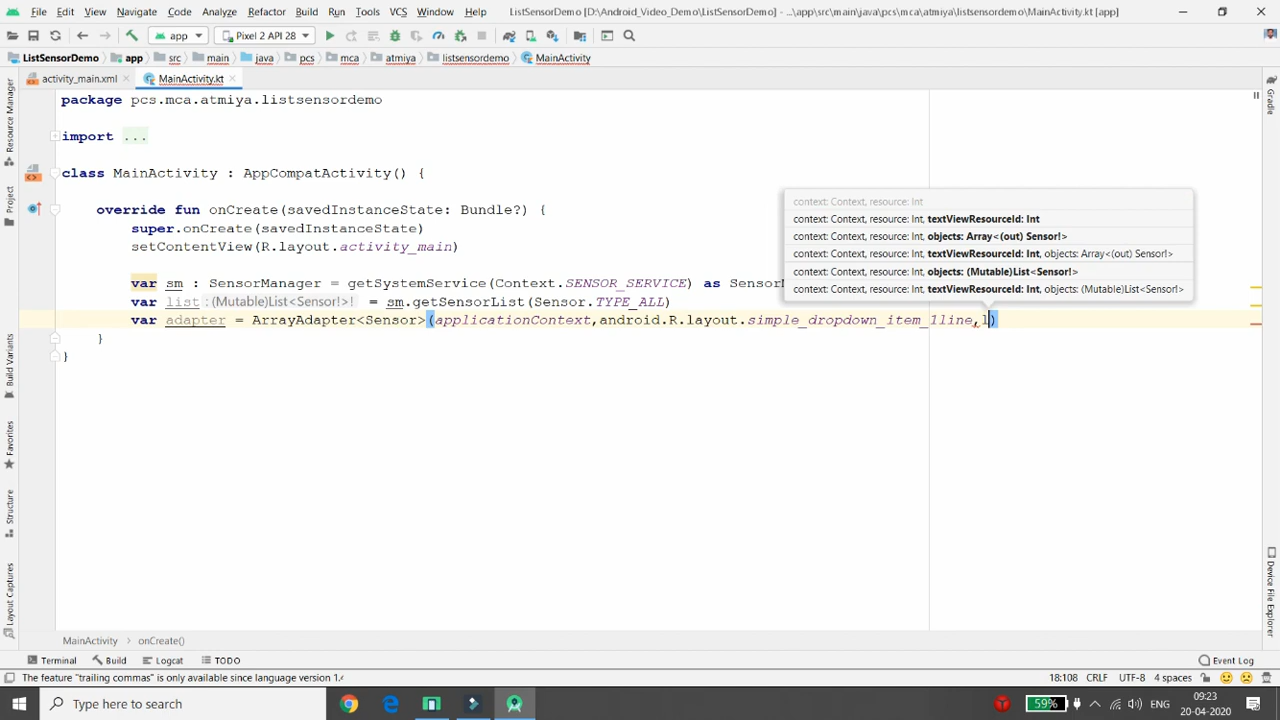 File Edit View Navigate Code Analyze Refactor Build Run Tools VCS Window Help ListSensorDemo [D:\Android_Video_Demo\ListSensorDemo] - ...\app\src\main\java\pcs\mca\atmiya\listsensordemo\MainActivity.kt [app]
app Pixel 2 API 28
ListSensorDemo app src main java pcs mca atmiya listsensordemo MainActivity
activity_main.xml MainActivity.kt
Resource Manager
Project
Build Variants
Favorites
Structure
Layout Captures
Gradle
Device File Explorer
package pcs.mca.atmiya.listsensordemo
import ...
class MainActivity : AppCompatActivity() {
override fun onCreate(savedInstanceState: Bundle?) {
super.onCreate(savedInstanceState)
setContentView(R.layout.activity_main)
var sm : SensorManager = getSystemService(Context.SENSOR_SERVICE) as
var list :(Mutable)List<Sensor!>! = sm.getSensorList(Sensor.TYPE_ALL)
var adapter = ArrayAdapter<Sensor>(applicationContext,android.R.layout.simple_dropdown_item_1line,l)
}
}
context: Context, resource: Int
context: Context, resource: Int, textViewResourceId: Int
context: Context, resource: Int, objects: Array<(out) Sensor!>
context: Context, resource: Int, textViewResourceId: Int, objects: Array<(out) Sensor!>
context: Context, resource: Int, objects: (Mutable)List<Sensor!>
context: Context, resource: Int, textViewResourceId: Int, objects: (Mutable)List<Sensor!>
MainActivity › onCreate()
Terminal Build Logcat TODO Event Log
The feature "trailing commas" is only available since language version 1.4 18:108 CRLF UTF-8 4 spaces
Type here to search 59% ENG 09:23
20-04-2020